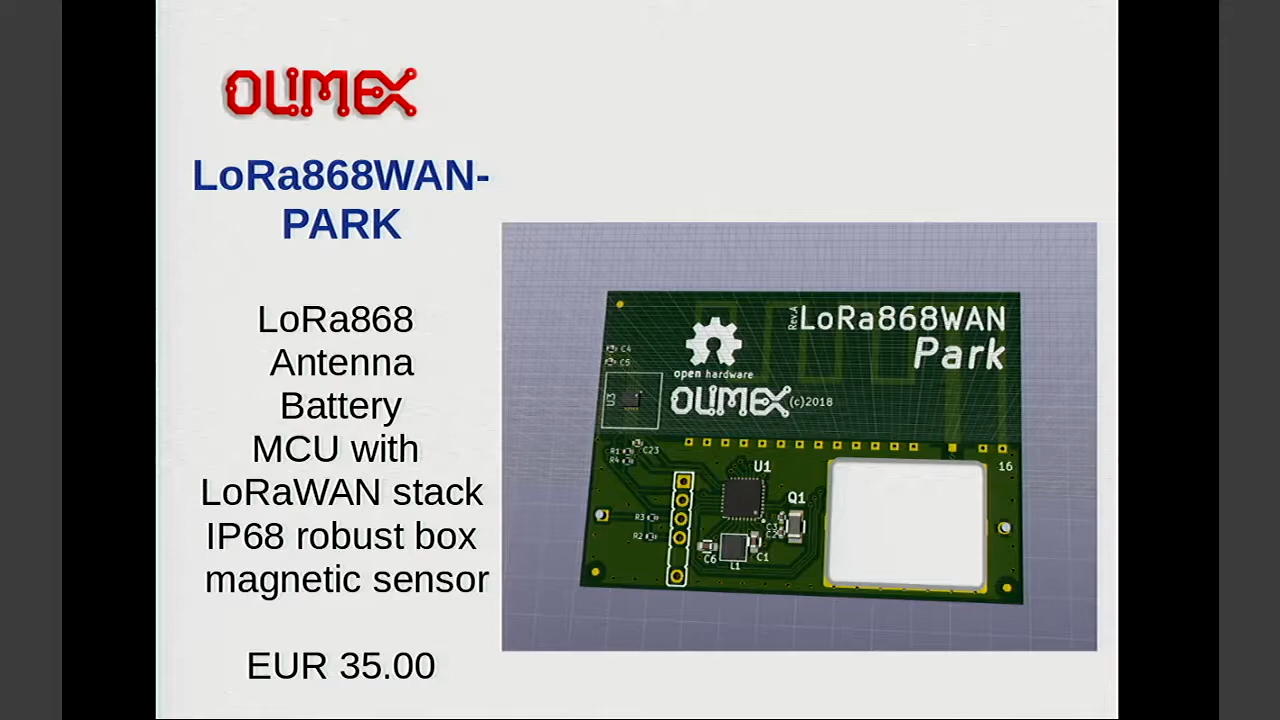 OLIMEX
LoRa868WAN-
PARK
LoRa868
Antenna
Battery
MCU with
LoRaWAN stack
IP68 robust box
magnetic sensor
EUR 35.00
Rev.A
LoRa868WAN
Park
open hardware
OLIMEX (c)2018
C4
C5
U3
R1
C23
R4
U1
16
Q1
R3
C3
R2
C2
C6
C1
L1